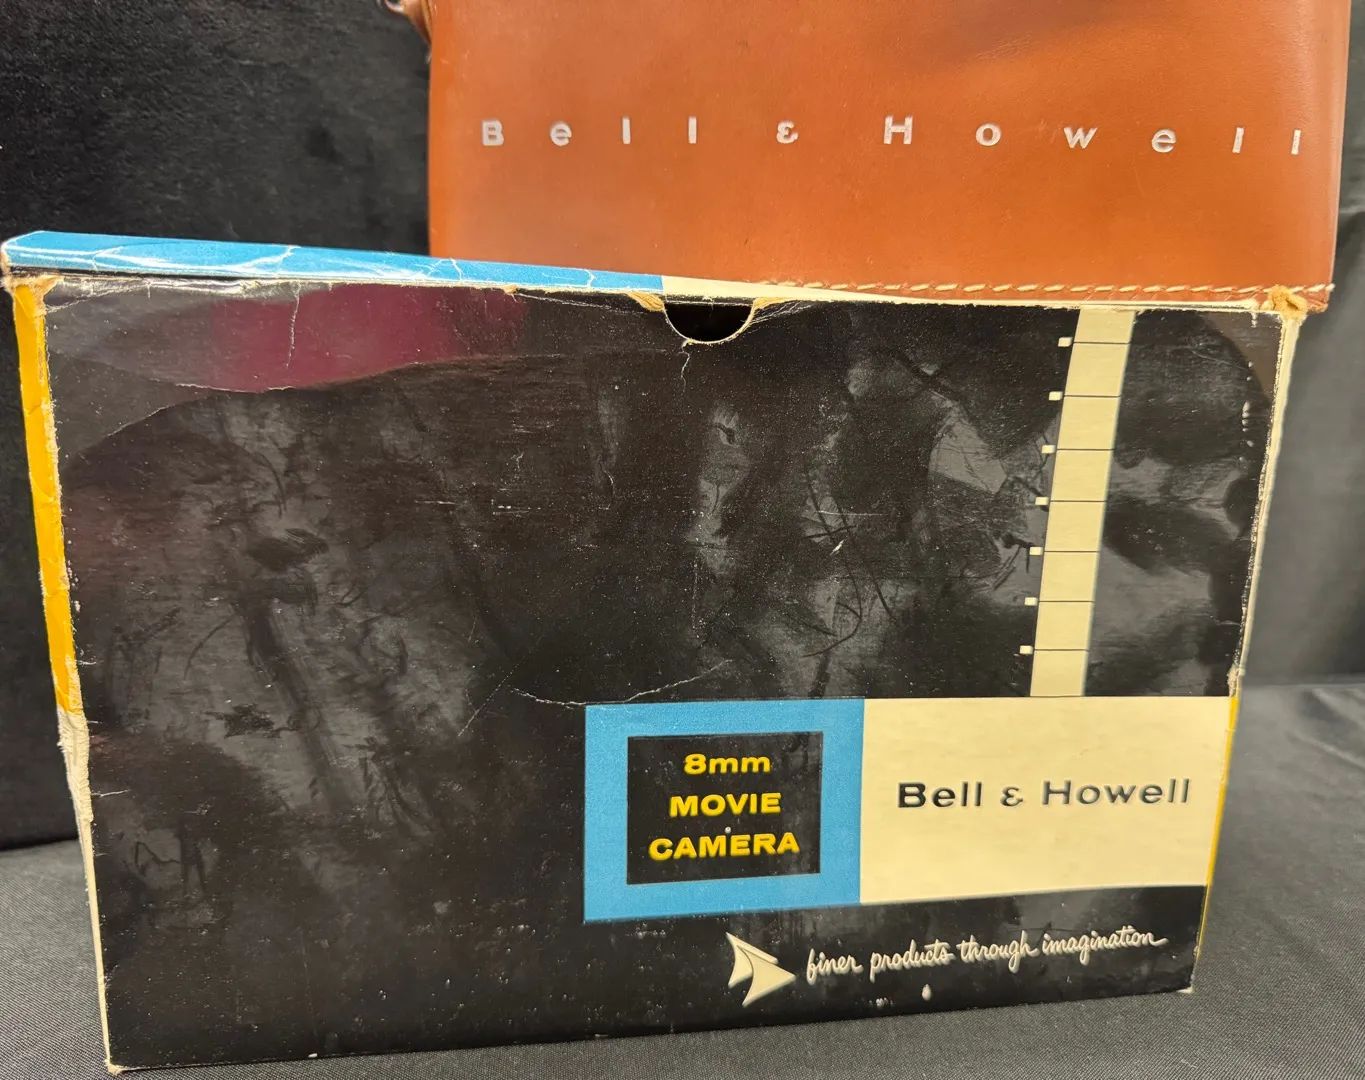 Bell & Howell
8mm
MOVIE
CAMERA
Bell & Howell
finer products through imagination